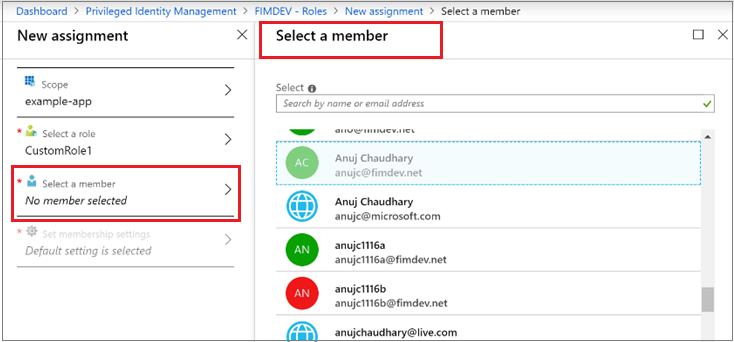 Dashboard > Privileged Identity Management > FIMDEV - Roles > New assignment > Select a member
New assignment
Scope
example-app
* Select a role
CustomRole1
* Select a member
No member selected
* Set membership settings
Default setting is selected
Select a member
Select
Search by name or email address
ano@fimdev.net
AC
Anuj Chaudhary
anujc@fimdev.net
Anuj Chaudhary
anujc@microsoft.com
AN
anujc1116a
anujc1116a@fimdev.net
AN
anujc1116b
anujc1116b@fimdev.net
anujchaudhary@live.com